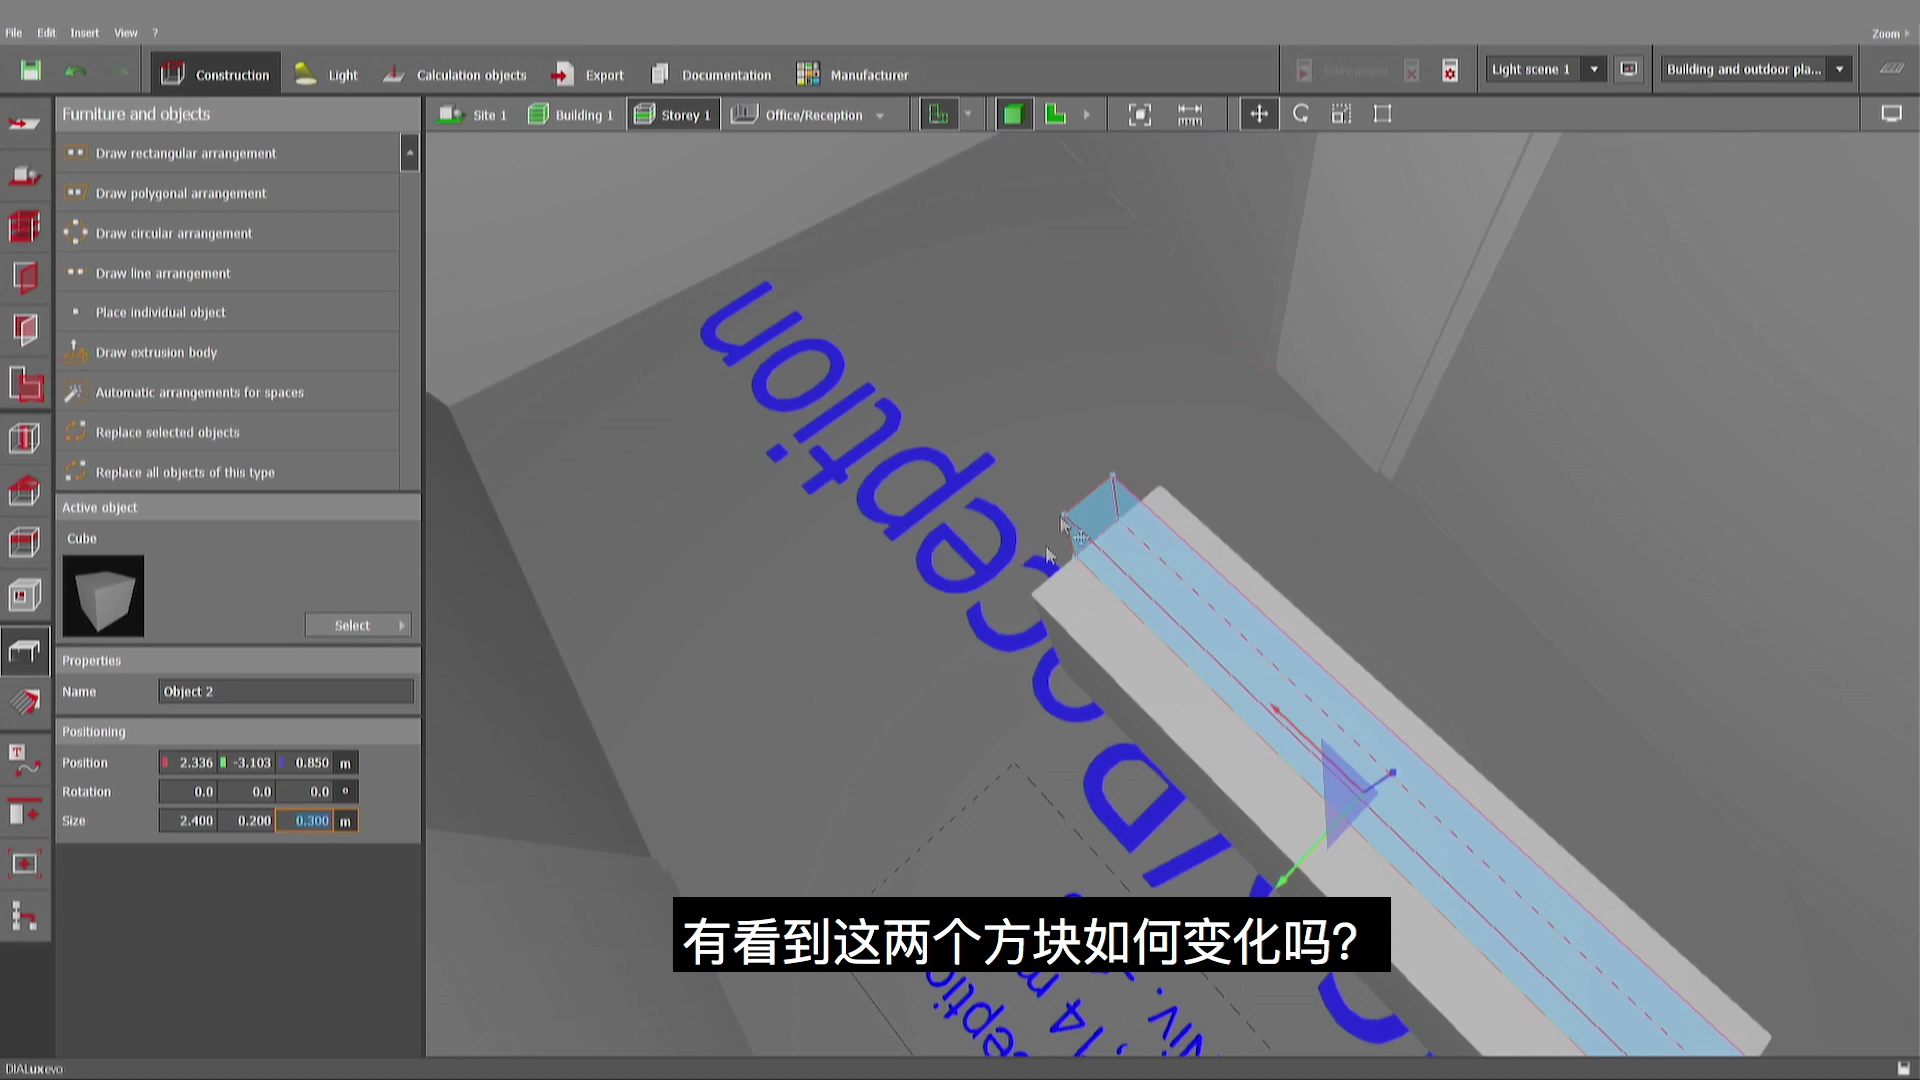 File Edit Insert View ?
Zoom
Construction Light Calculation objects Export Documentation Manufacturer
Entire project
Light scene 1
Building and outdoor pla...
Furniture and objects
Site 1 Building 1 Storey 1 Office/Reception
Draw rectangular arrangement
Draw polygonal arrangement
Draw circular arrangement
Draw line arrangement
Place individual object
Draw extrusion body
Automatic arrangements for spaces
Replace selected objects
Replace all objects of this type
Active object
Cube
Select
Properties
Name Object 2
Positioning
Position 2.336 -3.103 0.850 m
Rotation 0.0 0.0 0.0 °
Size 2.400 0.200 0.300 m
有看到这两个方块如何变化吗?
DIALux evo